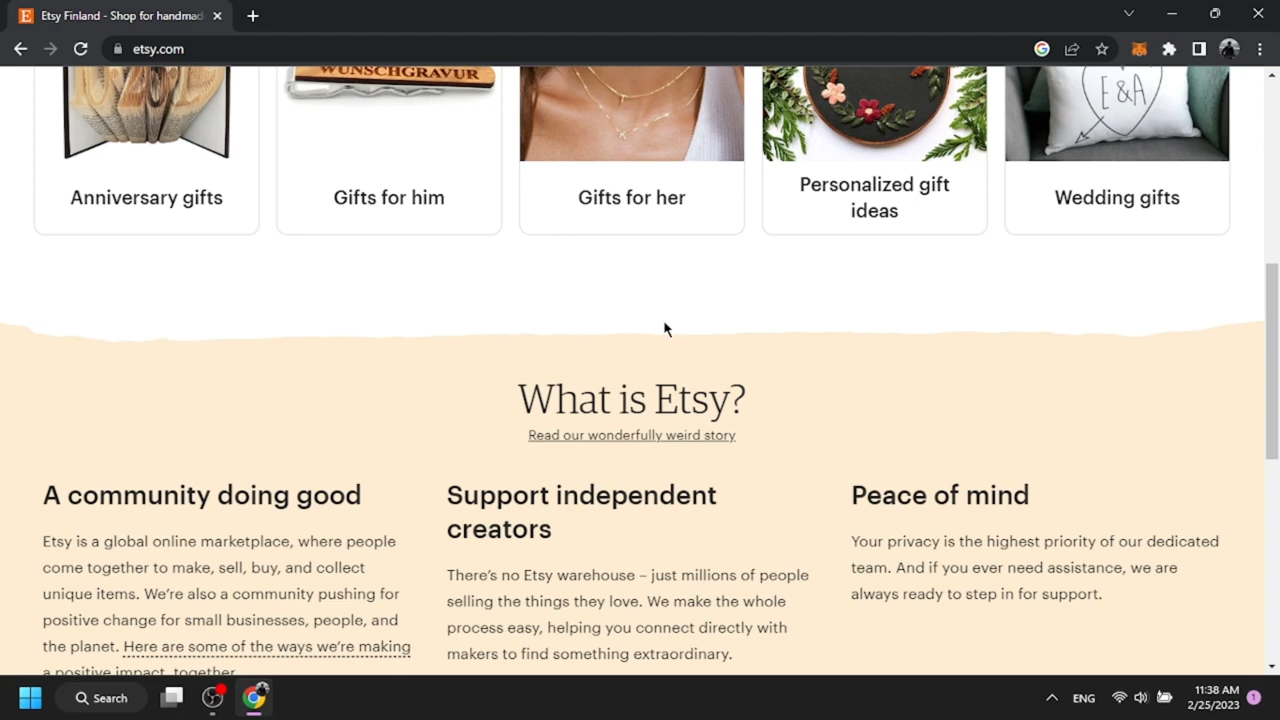 Etsy Finland - Shop for handmad
etsy.com
WUNSCHGRAVUR
E & A
Anniversary gifts
Gifts for him
Gifts for her
Personalized gift
ideas
Wedding gifts
What is Etsy?
Read our wonderfully weird story
A community doing good
Etsy is a global online marketplace, where people
come together to make, sell, buy, and collect
unique items. We're also a community pushing for
positive change for small businesses, people, and
the planet. Here are some of the ways we're making
a positive impact, together.
Support independent
creators
There's no Etsy warehouse – just millions of people
selling the things they love. We make the whole
process easy, helping you connect directly with
makers to find something extraordinary.
Peace of mind
Your privacy is the highest priority of our dedicated
team. And if you ever need assistance, we are
always ready to step in for support.
Search
ENG
11:38 AM
2/25/2023
1